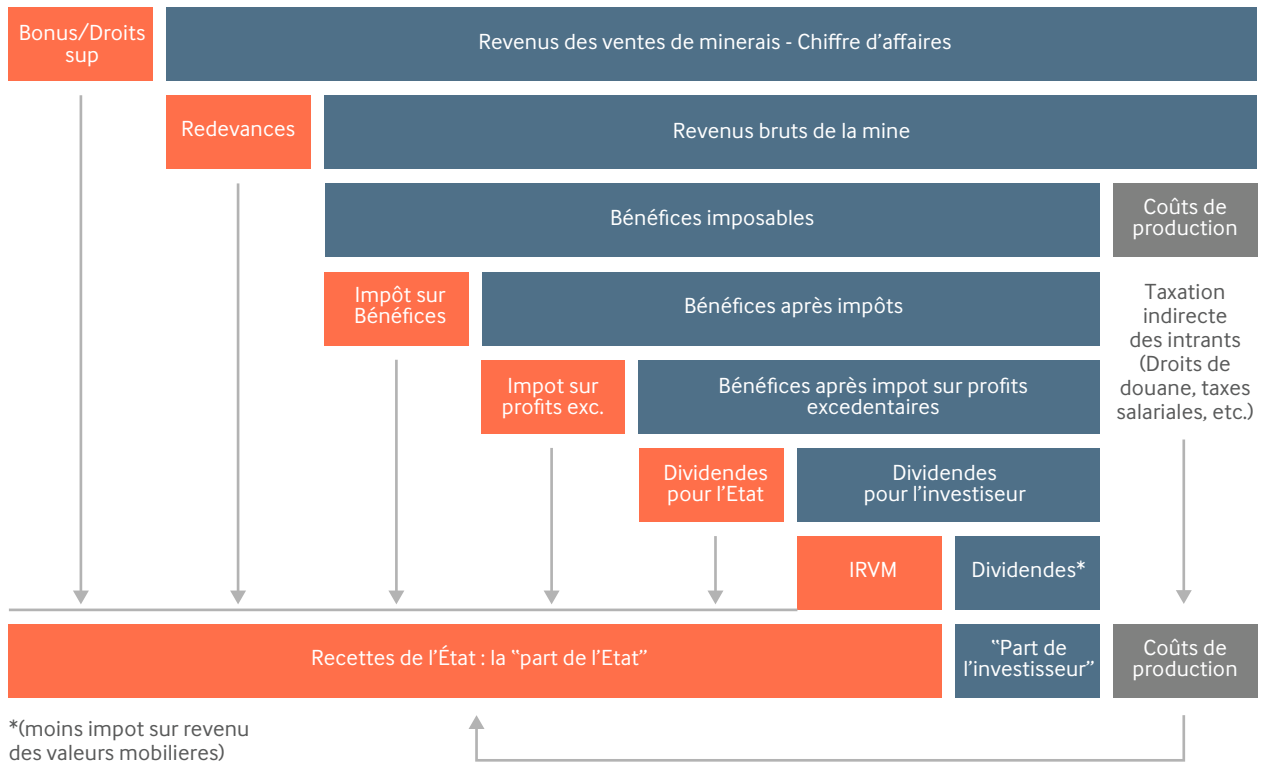 Bonus/Droits
sup
Revenus des ventes de minerais - Chiffre d’affaires
Redevances
Revenus bruts de la mine
Bénéfices imposables
Coûts de
production
Impôt sur
Bénéfices
Bénéfices après impôts
Taxation
indirecte
des intrants
(Droits de
douane, taxes
salariales, etc.)
Impot sur
profits exc.
Bénéfices après impot sur profits
excedentaires
Dividendes
pour l’Etat
Dividendes
pour l’investiseur
IRVM
Dividendes*
Recettes de l’État : la “part de l’Etat”
“Part de
l’investisseur”
Coûts de
production
*(moins impot sur revenu
des valeurs mobilieres)